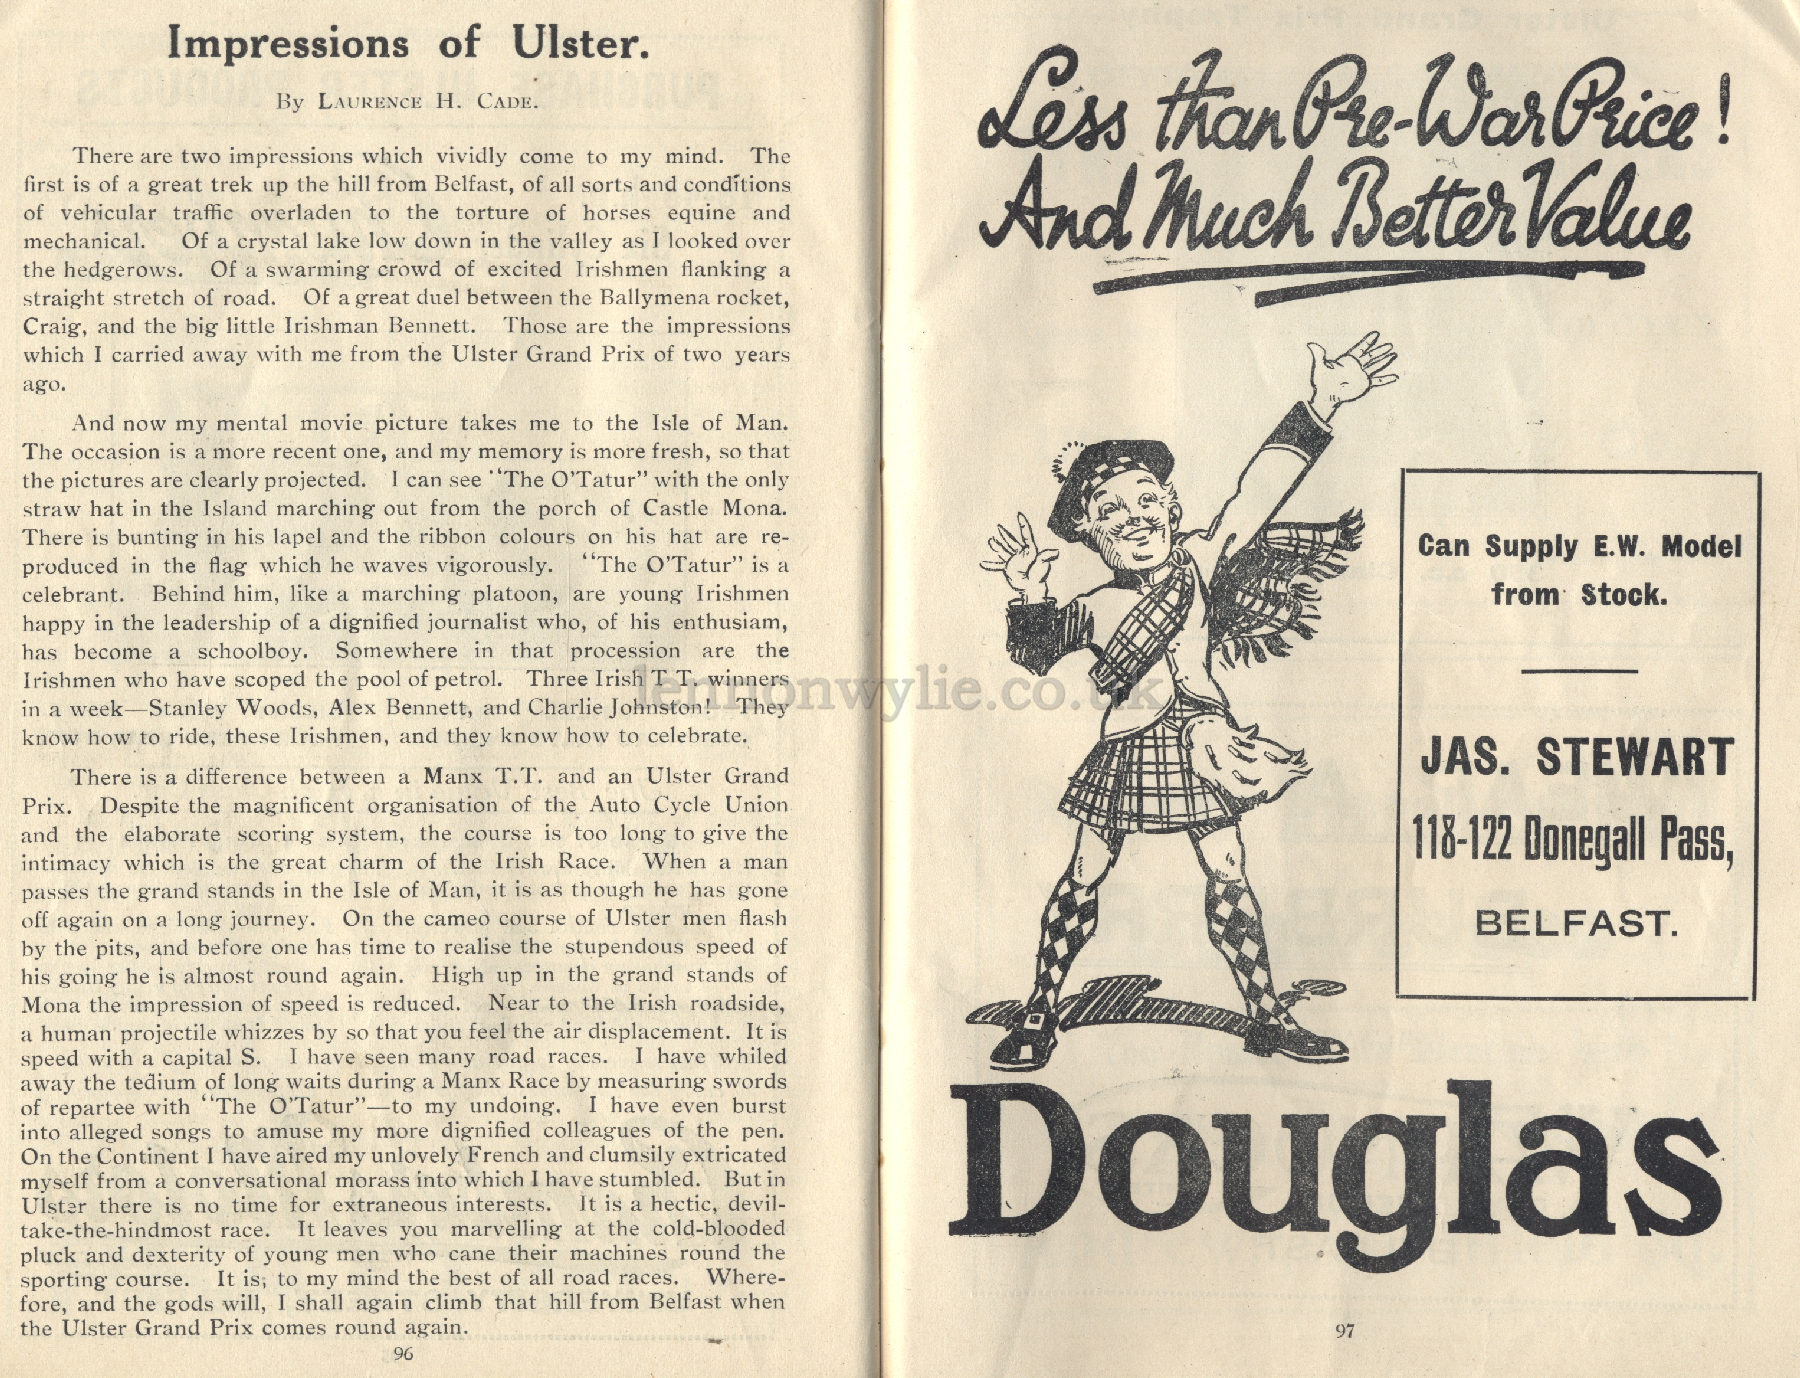 Impressions of Ulster.
By Laurence H. Cade.
There are two impressions which vividly come to my mind. The
first is of a great trek up the hill from Belfast, of all sorts and conditions
of vehicular traffic overladen to the torture of horses equine and
mechanical. Of a crystal lake low down in the valley as I looked over
the hedgerows. Of a swarming crowd of excited Irishmen flanking a
straight stretch of road. Of a great duel between the Ballymena rocket,
Craig, and the big little Irishman Bennett. Those are the impressions
which I carried away with me from the Ulster Grand Prix of two years
ago.
And now my mental movie picture takes me to the Isle of Man.
The occasion is a more recent one, and my memory is more fresh, so that
the pictures are clearly projected. I can see "The O'Tatur" with the only
straw hat in the Island marching out from the porch of Castle Mona.
There is bunting in his lapel and the ribbon colours on his hat are re-
produced in the flag which he waves vigorously. "The O'Tatur" is a
celebrant. Behind him, like a marching platoon, are young Irishmen
happy in the leadership of a dignified journalist who, of his enthusiam,
has become a schoolboy. Somewhere in that procession are the
Irishmen who have scoped the pool of petrol. Three Irish T.T. winners
in a week—Stanley Woods, Alex Bennett, and Charlie Johnston! They
know how to ride, these Irishmen, and they know how to celebrate.
There is a difference between a Manx T.T. and an Ulster Grand
Prix. Despite the magnificent organisation of the Auto Cycle Union
and the elaborate scoring system, the course is too long to give the
intimacy which is the great charm of the Irish Race. When a man
passes the grand stands in the Isle of Man, it is as though he has gone
off again on a long journey. On the cameo course of Ulster men flash
by the pits, and before one has time to realise the stupendous speed of
his going he is almost round again. High up in the grand stands of
Mona the impression of speed is reduced. Near to the Irish roadside,
a human projectile whizzes by so that you feel the air displacement. It is
speed with a capital S. I have seen many road races. I have whiled
away the tedium of long waits during a Manx Race by measuring swords
of repartee with "The O'Tatur"—to my undoing. I have even burst
into alleged songs to amuse my more dignified colleagues of the pen.
On the Continent I have aired my unlovely French and clumsily extricated
myself from a conversational morass into which I have stumbled. But in
Ulster there is no time for extraneous interests. It is a hectic, devil-
take-the-hindmost race. It leaves you marvelling at the cold-blooded
pluck and dexterity of young men who cane their machines round the
sporting course. It is, to my mind the best of all road races. Where-
fore, and the gods will, I shall again climb that hill from Belfast when
the Ulster Grand Prix comes round again.
96
lennonwylie.co.uk
Less than Pre-War Price!
And Much Better Value
Can Supply E.W. Model
from Stock.
JAS. STEWART
118-122 Donegall Pass,
BELFAST.
Douglas
97